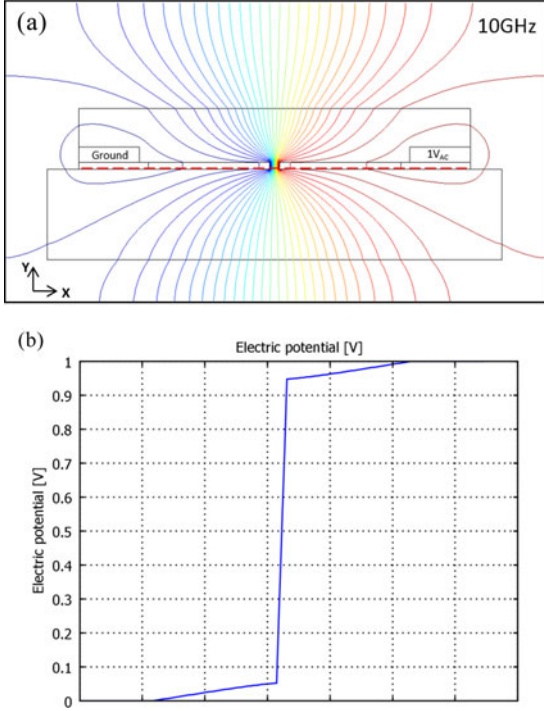 (a)
10GHz
Ground
1VAC
Y
X
(b)
Electric potential [V]
Electric potential [V]
1
0.9
0.8
0.7
0.6
0.5
0.4
0.3
0.2
0.1
0